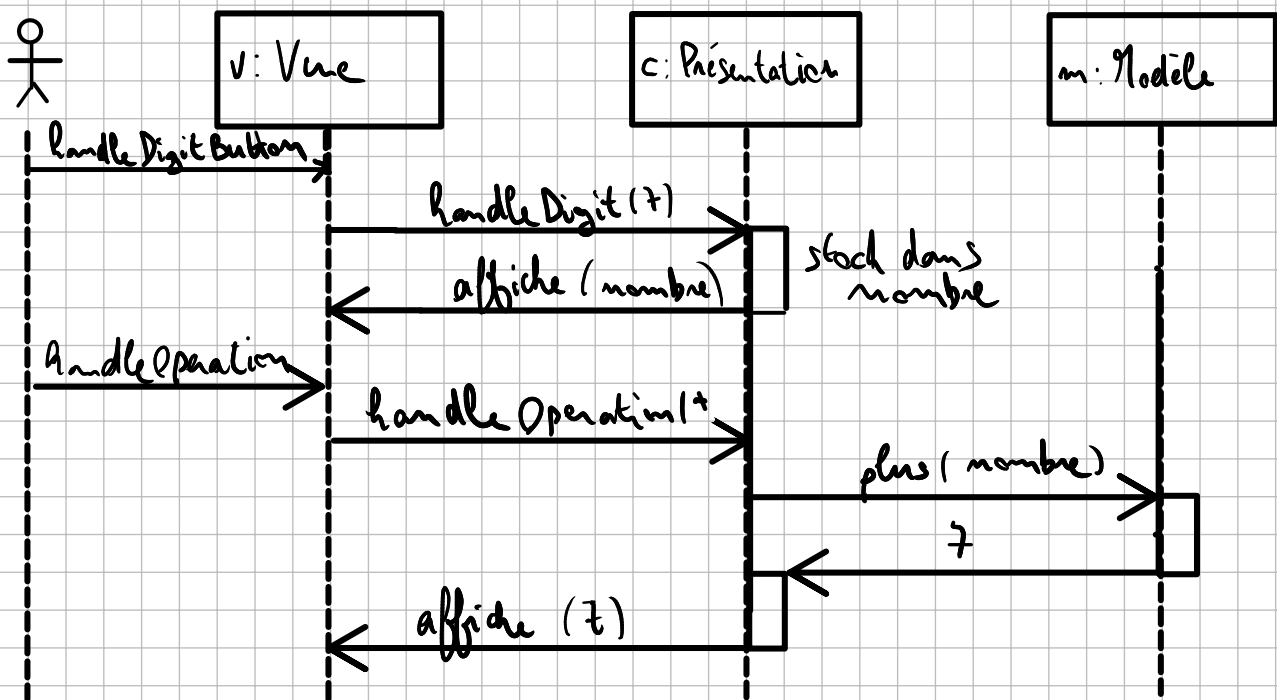 v: Vue
c: Présentation
m: Modèle
handleDigitButton
handleDigit(7)
stock dans
nombre
affiche (nombre)
handleOperation
handleOperation(+
plus(nombre)
7
affiche (7)